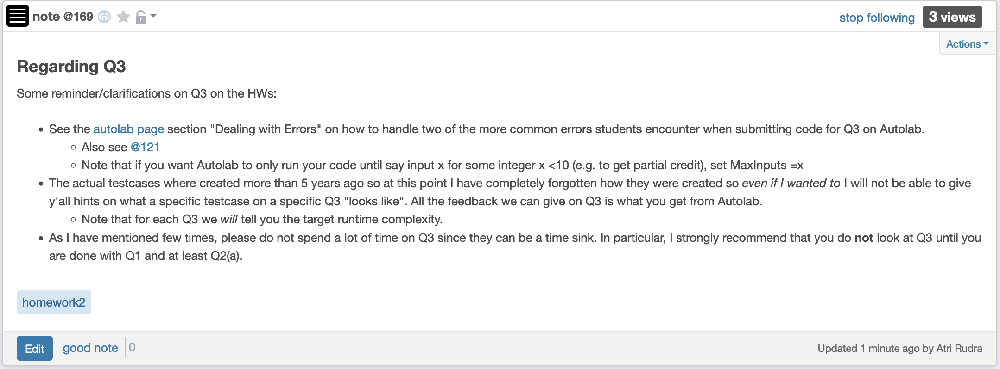 note @169
stop following
3 views
Actions
Regarding Q3
Some reminder/clarifications on Q3 on the HWs:
See the autolab page section "Dealing with Errors" on how to handle two of the more common errors students encounter when submitting code for Q3 on Autolab.
Also see @121
Note that if you want Autolab to only run your code until say input x for some integer x <10 (e.g. to get partial credit), set MaxInputs =x
The actual testcases where created more than 5 years ago so at this point I have completely forgotten how they were created so even if I wanted to I will not be able to give
y'all hints on what a specific testcase on a specific Q3 "looks like". All the feedback we can give on Q3 is what you get from Autolab.
Note that for each Q3 we will tell you the target runtime complexity.
As I have mentioned few times, please do not spend a lot of time on Q3 since they can be a time sink. In particular, I strongly recommend that you do not look at Q3 until you
are done with Q1 and at least Q2(a).
homework2
Edit
good note
0
Updated 1 minute ago by Atri Rudra